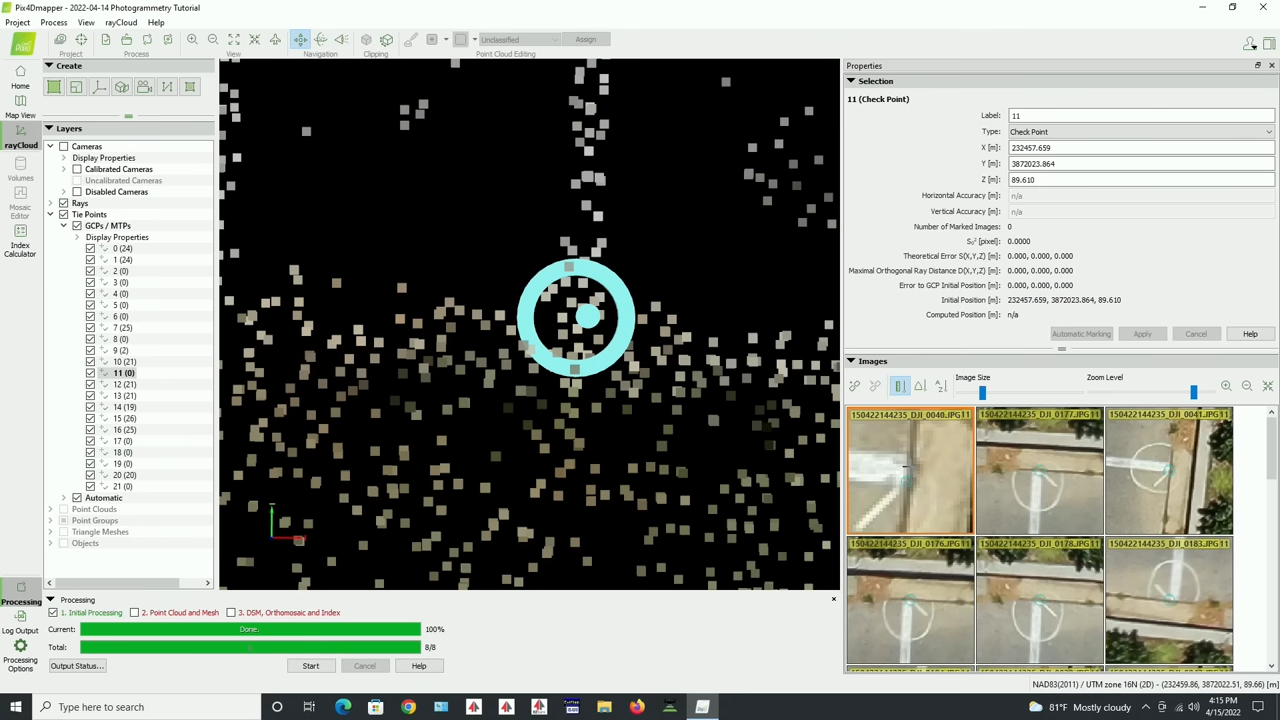 Pix4Dmapper - 2022-04-14 Photogrammetry Tutorial
Project Process View rayCloud Help
Project Process View Navigation Clipping Point Cloud Editing
Unclassified Assign
Home
Map View
rayCloud
Volumes
Mosaic Editor
Index Calculator
Processing
Log Output
Processing Options
Create
Layers
Cameras
Display Properties
Calibrated Cameras
Uncalibrated Cameras
Disabled Cameras
Rays
Tie Points
GCPs / MTPs
Display Properties
0 (24)
1 (24)
2 (0)
3 (0)
4 (0)
5 (0)
6 (0)
7 (25)
8 (0)
9 (2)
10 (21)
11 (0)
12 (21)
13 (21)
14 (19)
15 (26)
16 (25)
17 (0)
18 (0)
19 (0)
20 (20)
21 (0)
Automatic
Point Clouds
Point Groups
Triangle Meshes
Objects
Processing
1. Initial Processing 2. Point Cloud and Mesh 3. DSM, Orthomosaic and Index
Current: Done. 100%
Total: 8/8
Output Status... Start Cancel Help
Properties
Selection
11 (Check Point)
Label: 11
Type: Check Point
X [m]: 232457.659
Y [m]: 3872023.864
Z [m]: 89.610
Horizontal Accuracy [m]: n/a
Vertical Accuracy [m]: n/a
Number of Marked Images: 0
S₀² [pixel]: 0.0000
Theoretical Error S(X,Y,Z) [m]: 0.000, 0.000, 0.000
Maximal Orthogonal Ray Distance D(X,Y,Z) [m]: 0.000, 0.000, 0.000
Error to GCP Initial Position [m]: 0.000, 0.000, 0.000
Initial Position [m]: 232457.659, 3872023.864, 89.610
Computed Position [m]: n/a
Automatic Marking Apply Cancel Help
Images
Image Size Zoom Level
150422144235_DJI_0040.JPG 11
150422144235_DJI_0177.JPG 11
150422144235_DJI_0041.JPG 11
150422144235_DJI_0176.JPG 11
150422144235_DJI_0178.JPG 11
150422144235_DJI_0183.JPG 11
NAD83(2011) / UTM zone 16N (2D) - (232459.86, 3872022.51, 89.66) [m]
Type here to search
81°F Mostly cloudy
4:15 PM
4/15/2022